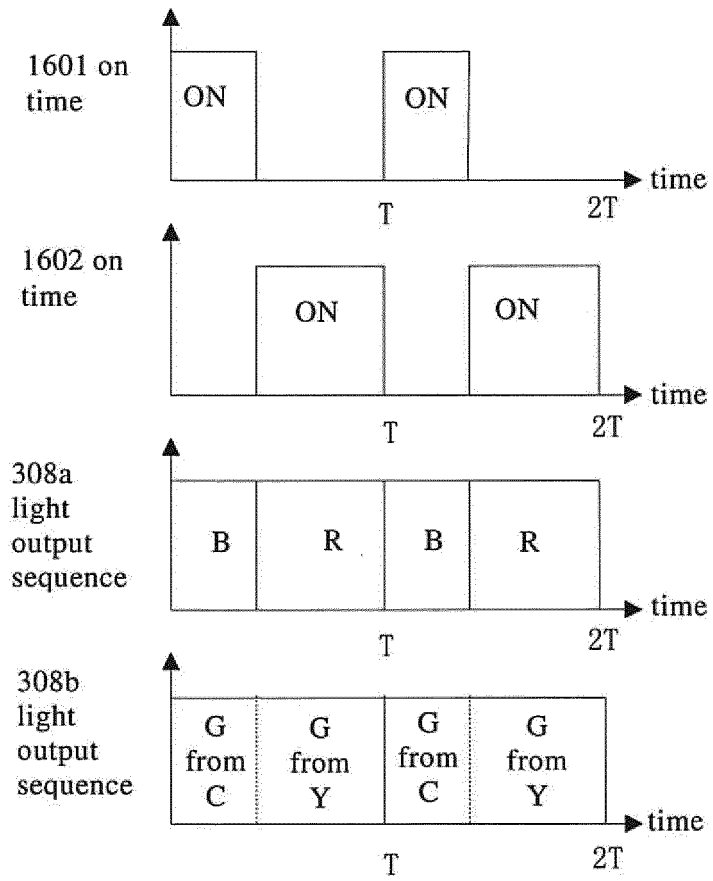 1601 on
time
ON
ON
time
T
2T
1602 on
time
ON
ON
time
T
2T
308a
light
output
sequence
B
R
B
R
time
T
2T
308b
light
output
sequence
G
from
C
G
from
Y
G
from
C
G
from
Y
time
T
2T